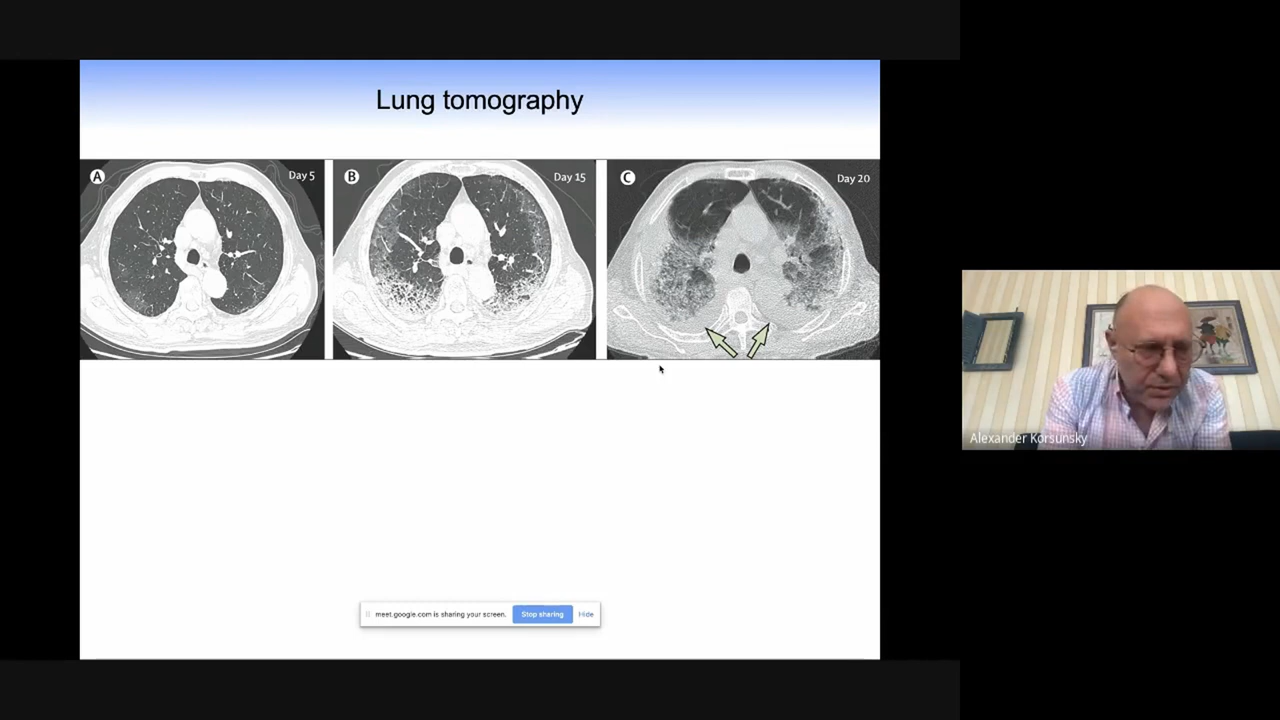 Lung tomography
A
Day 5
B
Day 15
C
Day 20
Alexander Korsunsky
meet.google.com is sharing your screen.
Stop sharing
Hide